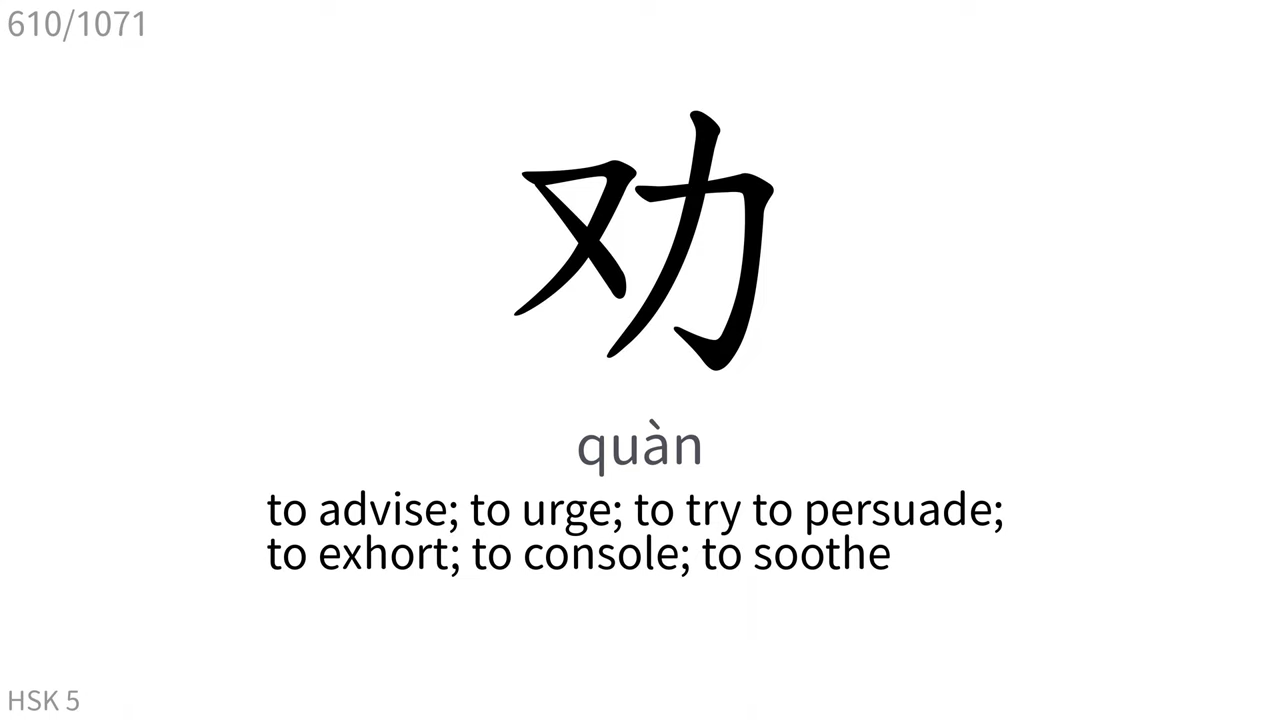 610/1071
劝
quàn
to advise; to urge; to try to persuade;
to exhort; to console; to soothe
HSK 5